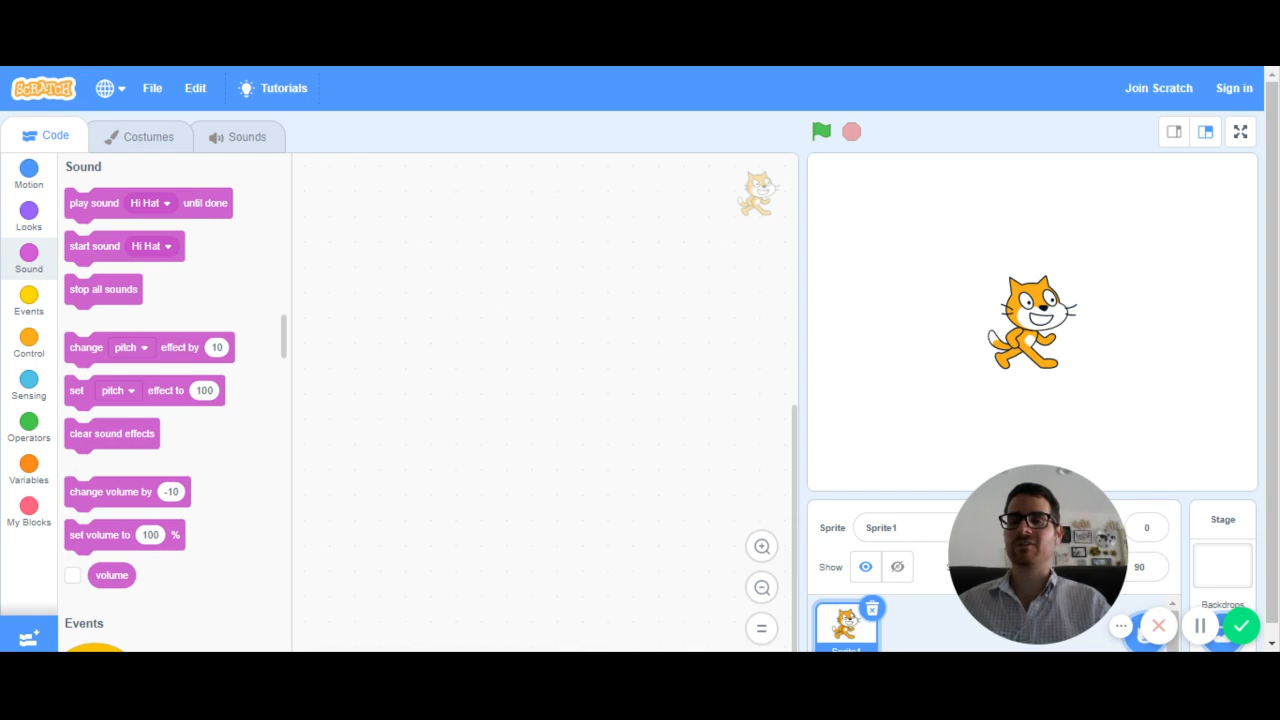 SCRATCH File Edit Tutorials Join Scratch Sign in
Code Costumes Sounds
Motion
Looks
Sound
Events
Control
Sensing
Operators
Variables
My Blocks
Sound
play sound Hi Hat until done
start sound Hi Hat
stop all sounds
change pitch effect by 10
set pitch effect to 100
clear sound effects
change volume by -10
set volume to 100 %
volume
Events
Sprite Sprite1 0
Show 90
Sprite1
Stage
Backdrops